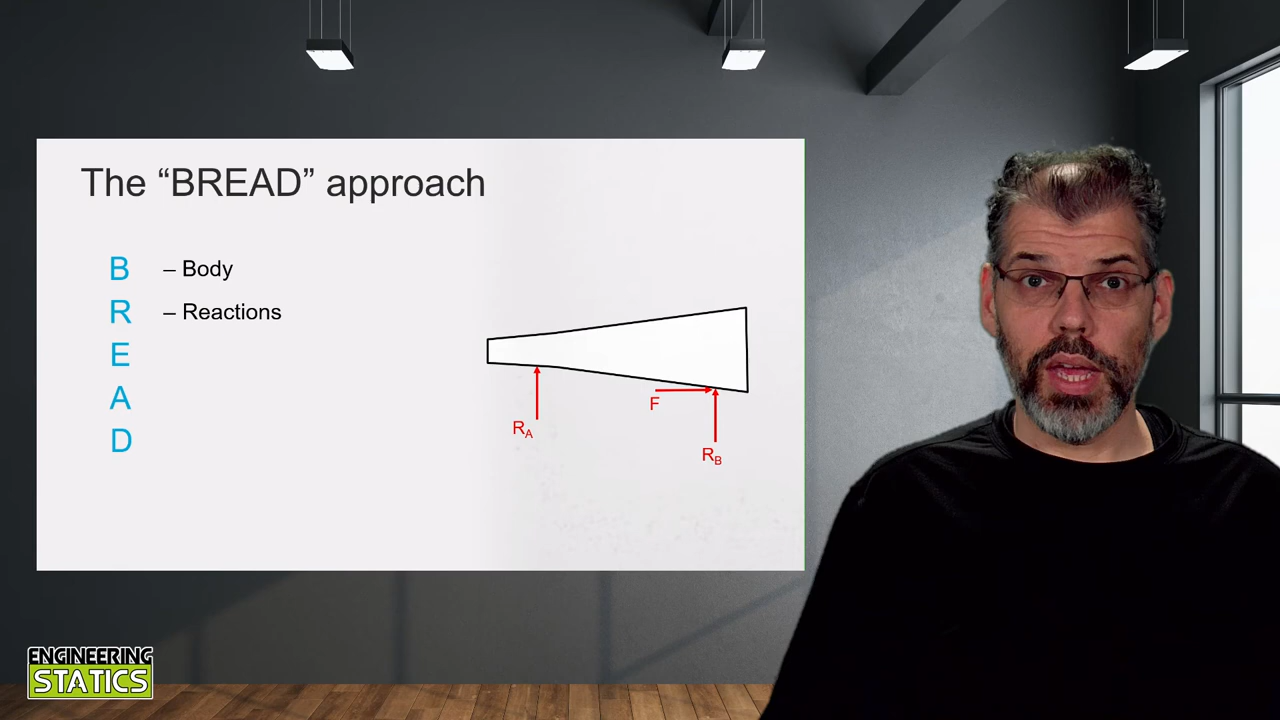 The “BREAD” approach
B – Body
R – Reactions
E
A
D
F
RA
RB
ENGINEERING
STATICS